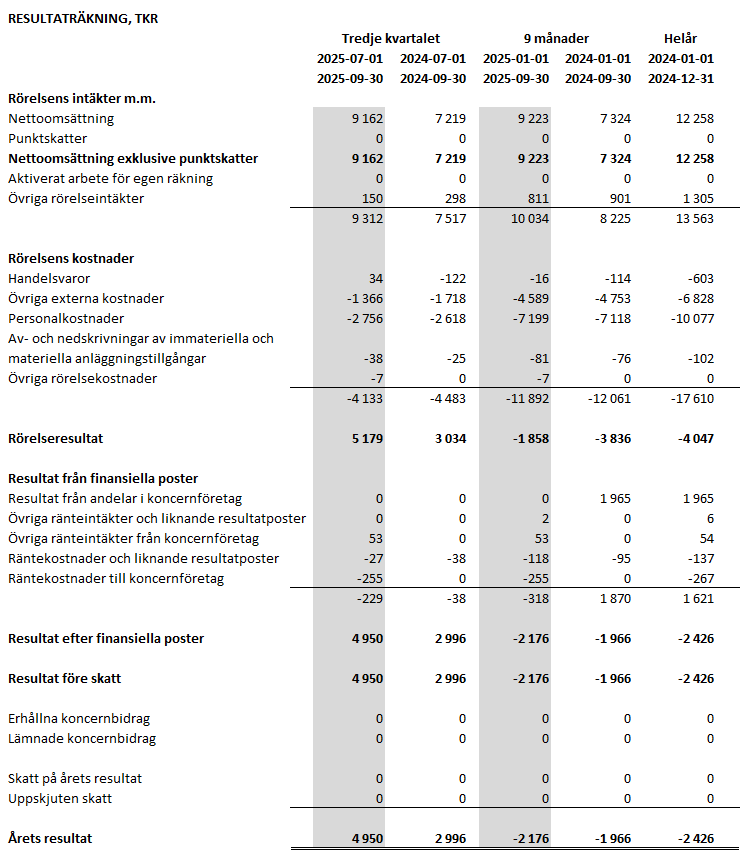 RESULTATRÄKNING, TKR
Tredje kvartalet 9 månader Helår
2025-07-01 2024-07-01 2025-01-01 2024-01-01 2024-01-01
2025-09-30 2024-09-30 2025-09-30 2024-09-30 2024-12-31
Rörelsens intäkter m.m.
Nettoomsättning 9 162 7 219 9 223 7 324 12 258
Punktskatter 0 0 0 0 0
Nettoomsättning exklusive punktskatter 9 162 7 219 9 223 7 324 12 258
Aktiverat arbete för egen räkning 0 0 0 0 0
Övriga rörelseintäkter 150 298 811 901 1 305
9 312 7 517 10 034 8 225 13 563
Rörelsens kostnader
Handelsvaror 34 -122 -16 -114 -603
Övriga externa kostnader -1 366 -1 718 -4 589 -4 753 -6 828
Personalkostnader -2 756 -2 618 -7 199 -7 118 -10 077
Av- och nedskrivningar av immateriella och
materiella anläggningstillgångar -38 -25 -81 -76 -102
Övriga rörelsekostnader -7 0 -7 0 0
-4 133 -4 483 -11 892 -12 061 -17 610
Rörelseresultat 5 179 3 034 -1 858 -3 836 -4 047
Resultat från finansiella poster
Resultat från andelar i koncernföretag 0 0 0 1 965 1 965
Övriga ränteintäkter och liknande resultatposter 0 0 2 0 6
Övriga ränteintäkter från koncernföretag 53 0 53 0 54
Räntekostnader och liknande resultatposter -27 -38 -118 -95 -137
Räntekostnader till koncernföretag -255 0 -255 0 -267
-229 -38 -318 1 870 1 621
Resultat efter finansiella poster 4 950 2 996 -2 176 -1 966 -2 426
Resultat före skatt 4 950 2 996 -2 176 -1 966 -2 426
Erhållna koncernbidrag 0 0 0 0 0
Lämnade koncernbidrag 0 0 0 0 0
Skatt på årets resultat 0 0 0 0 0
Uppskjuten skatt 0 0 0 0 0
Årets resultat 4 950 2 996 -2 176 -1 966 -2 426